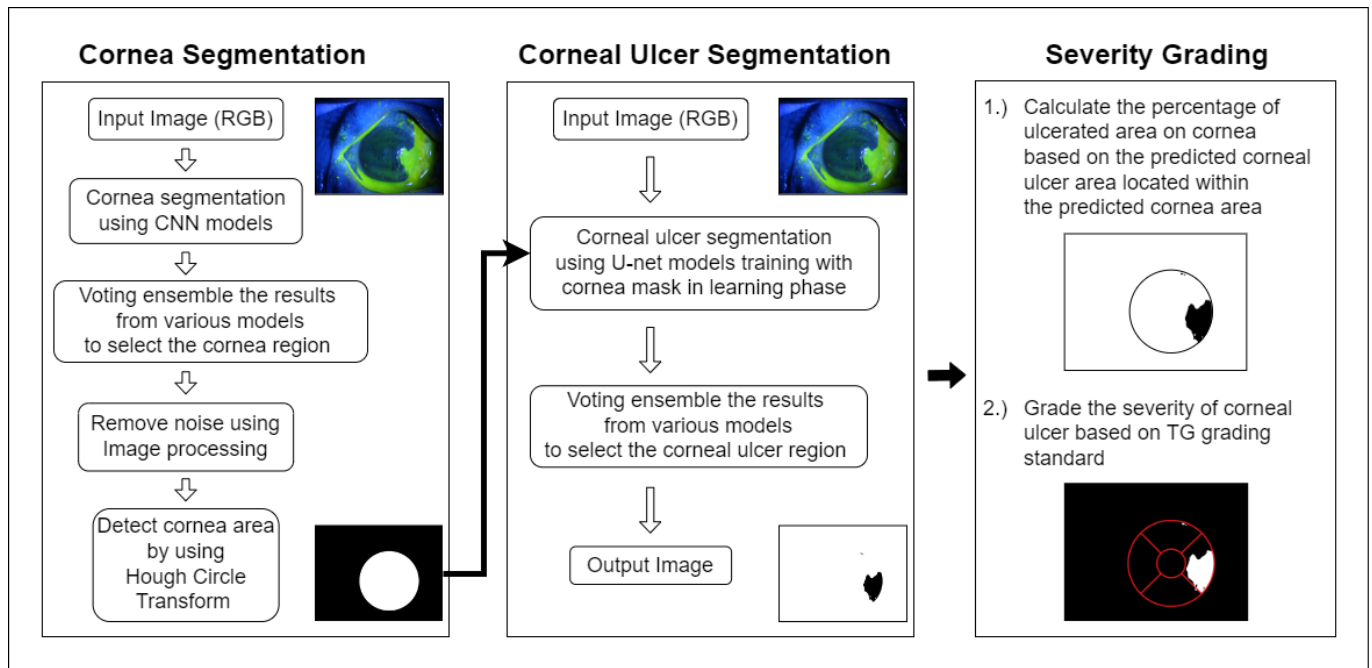 Cornea Segmentation
Input Image (RGB)
Cornea segmentation
using CNN models
Voting ensemble the results
from various models
to select the cornea region
Remove noise using
Image processing
Detect cornea area
by using
Hough Circle
Transform
Corneal Ulcer Segmentation
Input Image (RGB)
Corneal ulcer segmentation
using U-net models training with
cornea mask in learning phase
Voting ensemble the results
from various models
to select the corneal ulcer region
Output Image
Severity Grading
1.) Calculate the percentage of
ulcerated area on cornea
based on the predicted corneal
ulcer area located within
the predicted cornea area
2.) Grade the severity of corneal
ulcer based on TG grading
standard